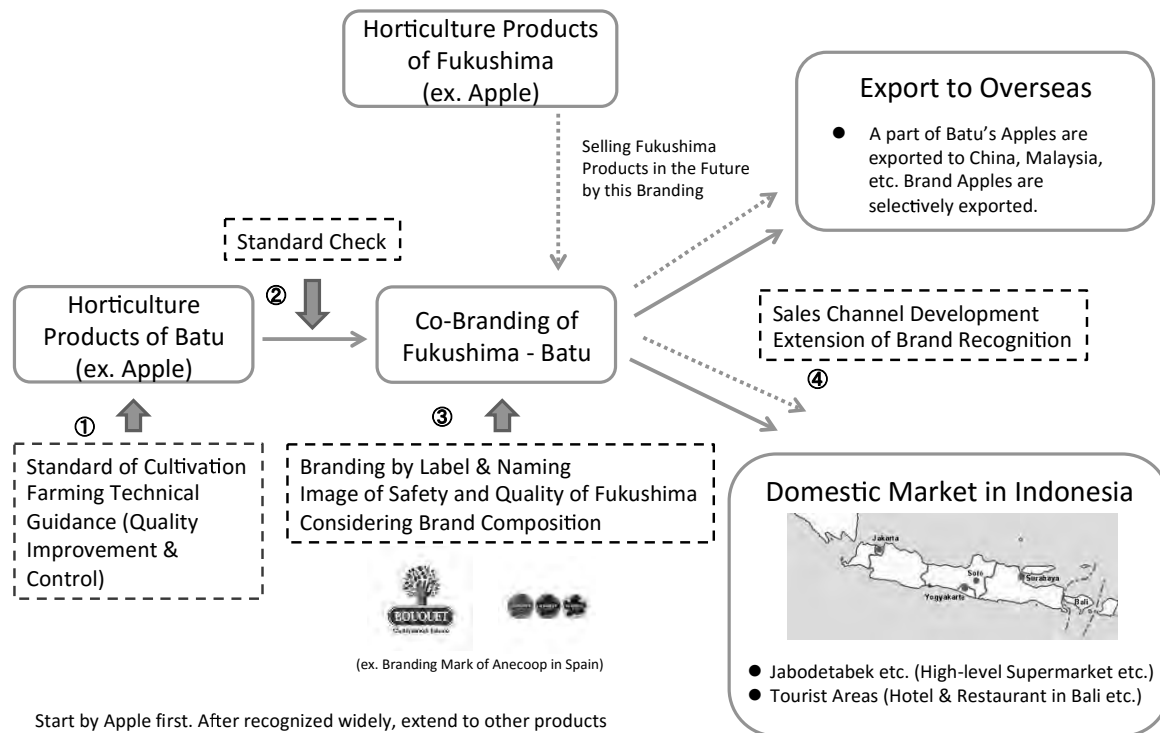 Horticulture Products
of Fukushima
(ex. Apple)
Export to Overseas
● A part of Batu's Apples are
exported to China, Malaysia,
etc. Brand Apples are
selectively exported.
Selling Fukushima
Products in the Future
by this Branding
Standard Check
②
Horticulture
Products of Batu
(ex. Apple)
Co-Branding of
Fukushima - Batu
Sales Channel Development
Extension of Brand Recognition
④
①
③
Standard of Cultivation
Farming Technical
Guidance (Quality
Improvement &
Control)
Branding by Label & Naming
Image of Safety and Quality of Fukushima
Considering Brand Composition
BOUQUET
(ex. Branding Mark of Anecoop in Spain)
Domestic Market in Indonesia
Jakarta
Solo
Surabaya
Yogyakarta
Bali
● Jabodetabek etc. (High-level Supermarket etc.)
● Tourist Areas (Hotel & Restaurant in Bali etc.)
Start by Apple first. After recognized widely, extend to other products